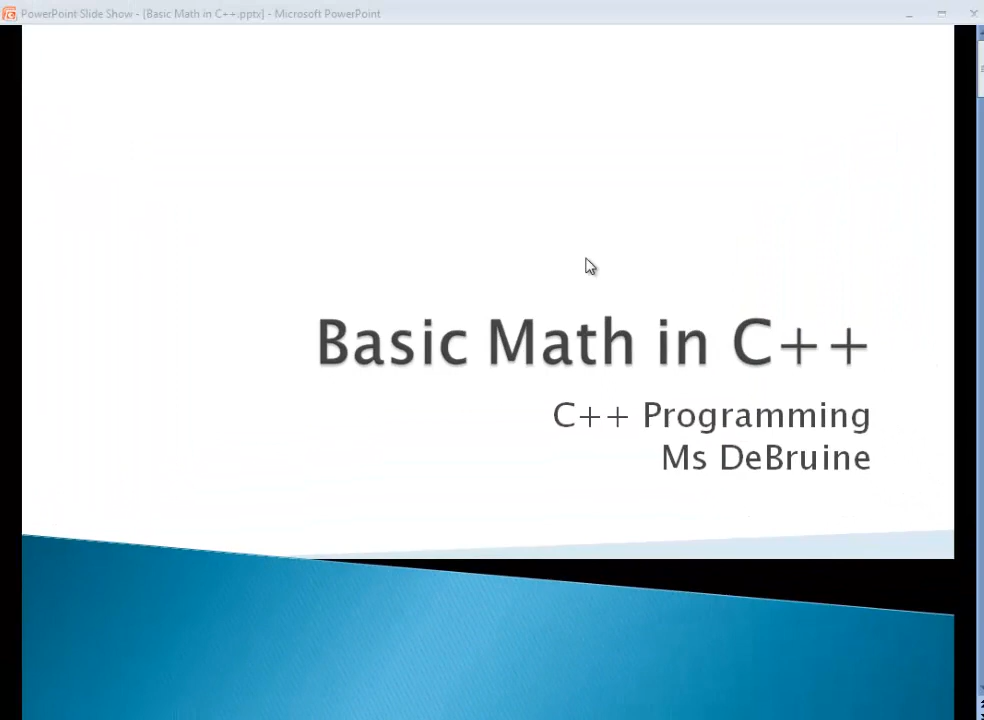 PowerPoint Slide Show - [Basic Math in C++.pptx] - Microsoft PowerPoint
Basic Math in C++
C++ Programming
Ms DeBruine